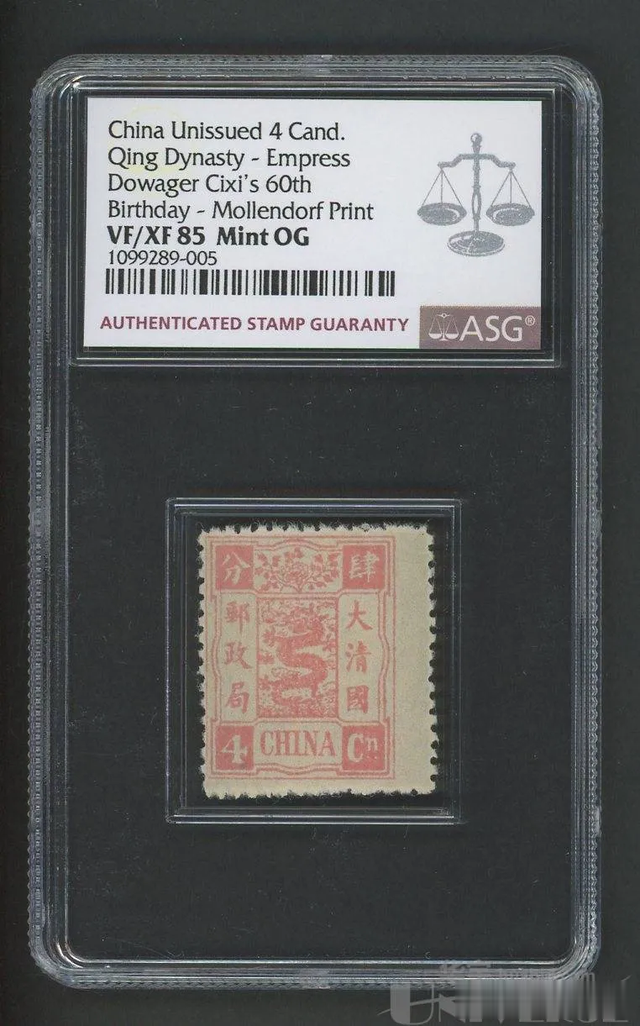 China Unissued 4 Cand.
Qing Dynasty - Empress
Dowager Cixi's 60th
Birthday - Mollendorf Print
VF/XF 85 Mint OG
1099289-005
AUTHENTICATED STAMP GUARANTY
ASG®
分 肆
大清國
郵政局
4 CHINA Cn